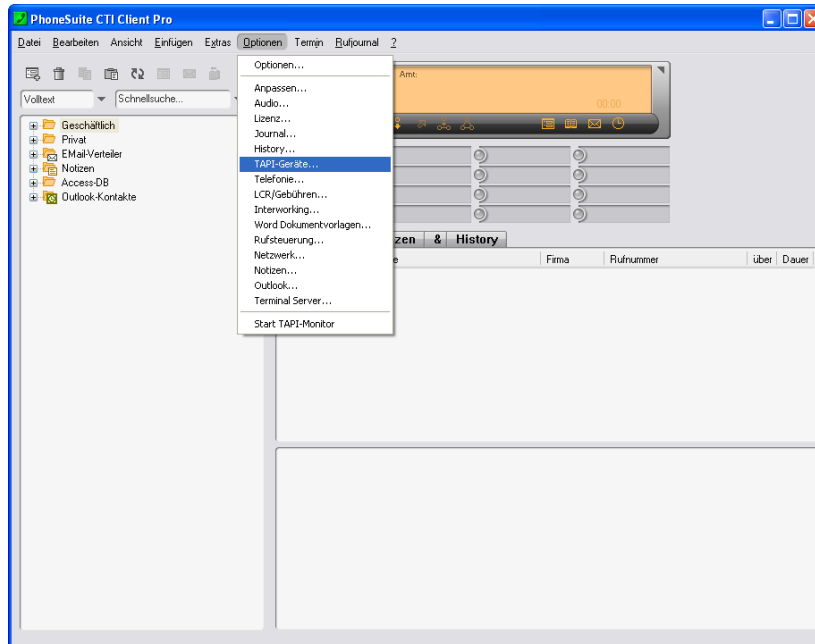 PhoneSuite CTI Client Pro
Datei Bearbeiten Ansicht Einfügen Extras Optionen Termin Rufjournal ?
Volltext Schnellsuche...
Geschäftlich
Privat
EMail-Verteiler
Notizen
Access-DB
Outlook-Kontakte
Optionen...
Anpassen...
Audio...
Lizenz...
Journal...
History...
TAPI-Geräte...
Telefonie...
LCR/Gebühren...
Interworking...
Word Dokumentvorlagen...
Rufsteuerung...
Netzwerk...
Notizen...
Outlook...
Terminal Server...
Start TAPI-Monitor
Amt:
00:00
zen & History
e Firma Rufnummer über Dauer